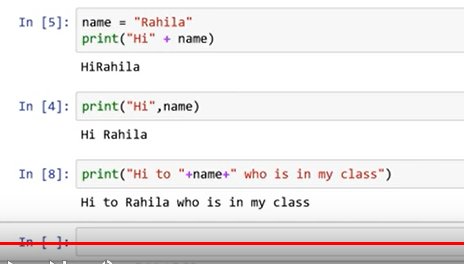 In [5]: name = "Rahila"
print("Hi" + name)
HiRahila
In [4]: print("Hi",name)
Hi Rahila
In [8]: print("Hi to "+name+" who is in my class")
Hi to Rahila who is in my class
In [ ]: